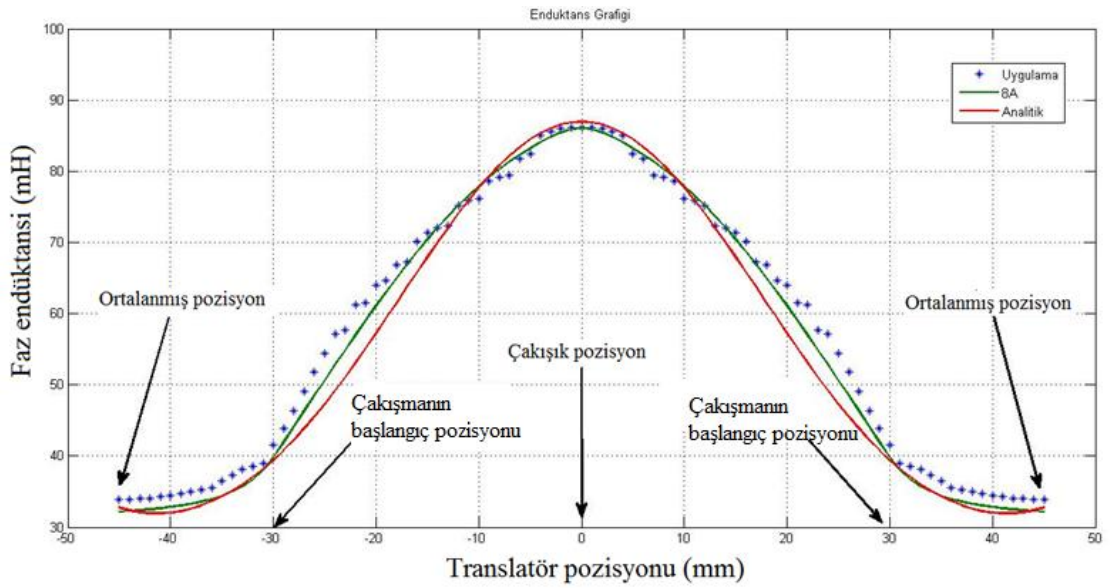 Enduktans Grafigi
100
90
80
70
60
50
40
30
-50
-40
-30
-20
-10
0
10
20
30
40
50
Faz endüktansi (mH)
Translatör pozisyonu (mm)
Uygulama
8A
Analitik
Ortalanmış pozisyon
Ortalanmış pozisyon
Çakışık pozisyon
Çakışmanın
başlangıç pozisyonu
Çakışmanın
başlangıç pozisyonu